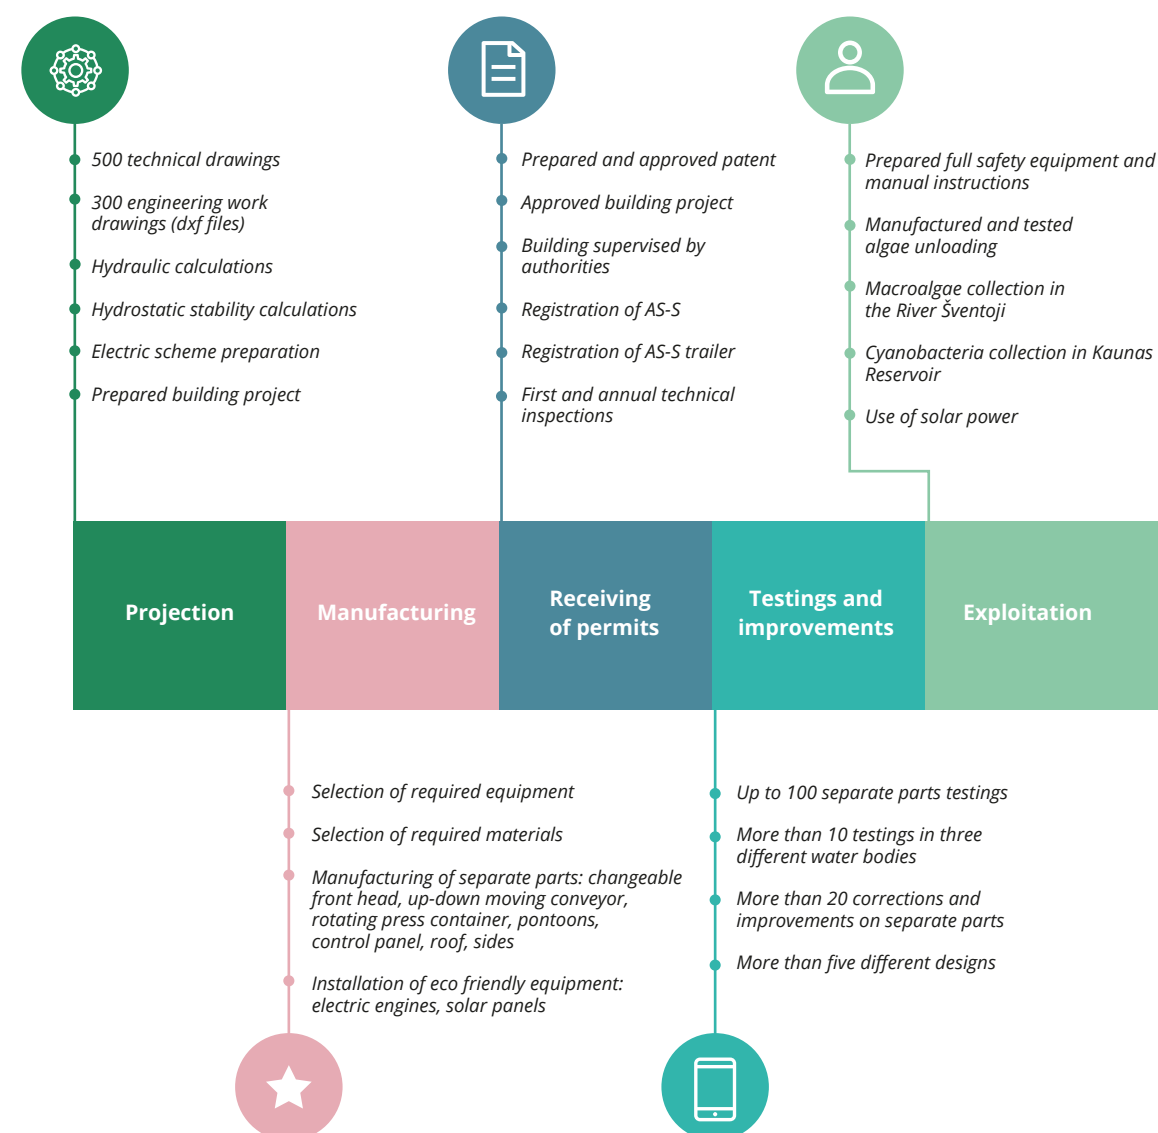 500 technical drawings
300 engineering work
drawings (dxf files)
Hydraulic calculations
Hydrostatic stability calculations
Electric scheme preparation
Prepared building project
Prepared and approved patent
Approved building project
Building supervised by
authorities
Registration of AS-S
Registration of AS-S trailer
First and annual technical
inspections
Prepared full safety equipment and
manual instructions
Manufactured and tested
algae unloading
Macroalgae collection in
the River Šventoji
Cyanobacteria collection in Kaunas
Reservoir
Use of solar power
Projection
Manufacturing
Receiving
of permits
Testings and
improvements
Exploitation
Selection of required equipment
Selection of required materials
Manufacturing of separate parts: changeable
front head, up-down moving conveyor,
rotating press container, pontoons,
control panel, roof, sides
Installation of eco friendly equipment:
electric engines, solar panels
Up to 100 separate parts testings
More than 10 testings in three
different water bodies
More than 20 corrections and
improvements on separate parts
More than five different designs